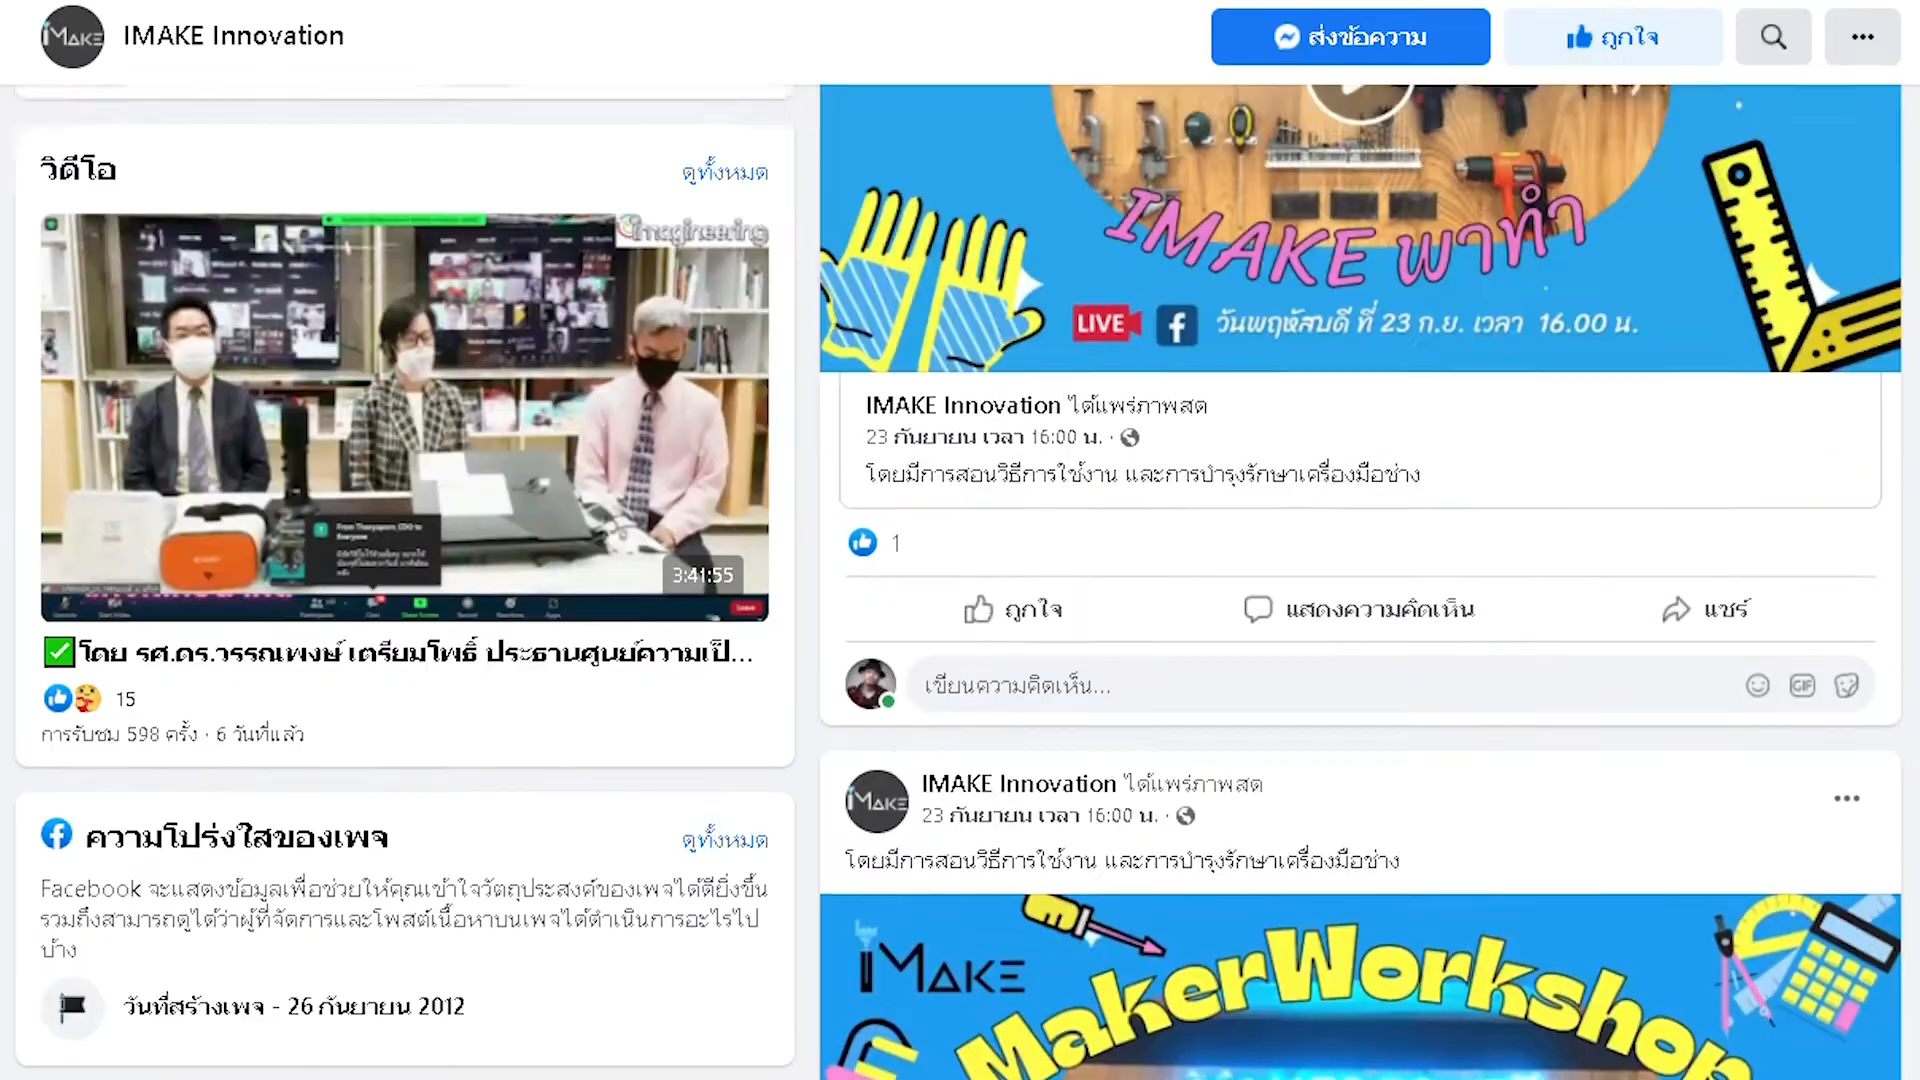 iMAKE
IMAKE Innovation
ส่งข้อความ
ถูกใจ
วิดีโอ
ดูทั้งหมด
imagineering
From Thanyaporn, CDO to
Everyone
Leave
3:41:55
โดย รศ.ดร.วรรณพงษ์ เตรียมโพธิ์ ประธานศูนย์ความเป็...
15
การรับชม 598 ครั้ง · 6 วันที่แล้ว
ความโปร่งใสของเพจ
ดูทั้งหมด
Facebook จะแสดงข้อมูลเพื่อช่วยให้คุณเข้าใจวัตถุประสงค์ของเพจได้ดียิ่งขึ้น
รวมถึงสามารถดูได้ว่าผู้ที่จัดการและโพสต์เนื้อหาบนเพจได้ดำเนินการอะไรไป
บ้าง
วันที่สร้างเพจ - 26 กันยายน 2012
IMAKE พาทำ
LIVE
วันพฤหัสบดี ที่ 23 ก.ย. เวลา 16.00 น.
IMAKE Innovation ได้แพร่ภาพสด
23 กันยายน เวลา 16:00 น. ·
โดยมีการสอนวิธีการใช้งาน และการบำรุงรักษาเครื่องมือช่าง
1
ถูกใจ
แสดงความคิดเห็น
แชร์
เขียนความคิดเห็น...
GIF
iMAKE
IMAKE Innovation ได้แพร่ภาพสด
23 กันยายน เวลา 16:00 น. ·
โดยมีการสอนวิธีการใช้งาน และการบำรุงรักษาเครื่องมือช่าง
iMAKE
MakerWorkshop